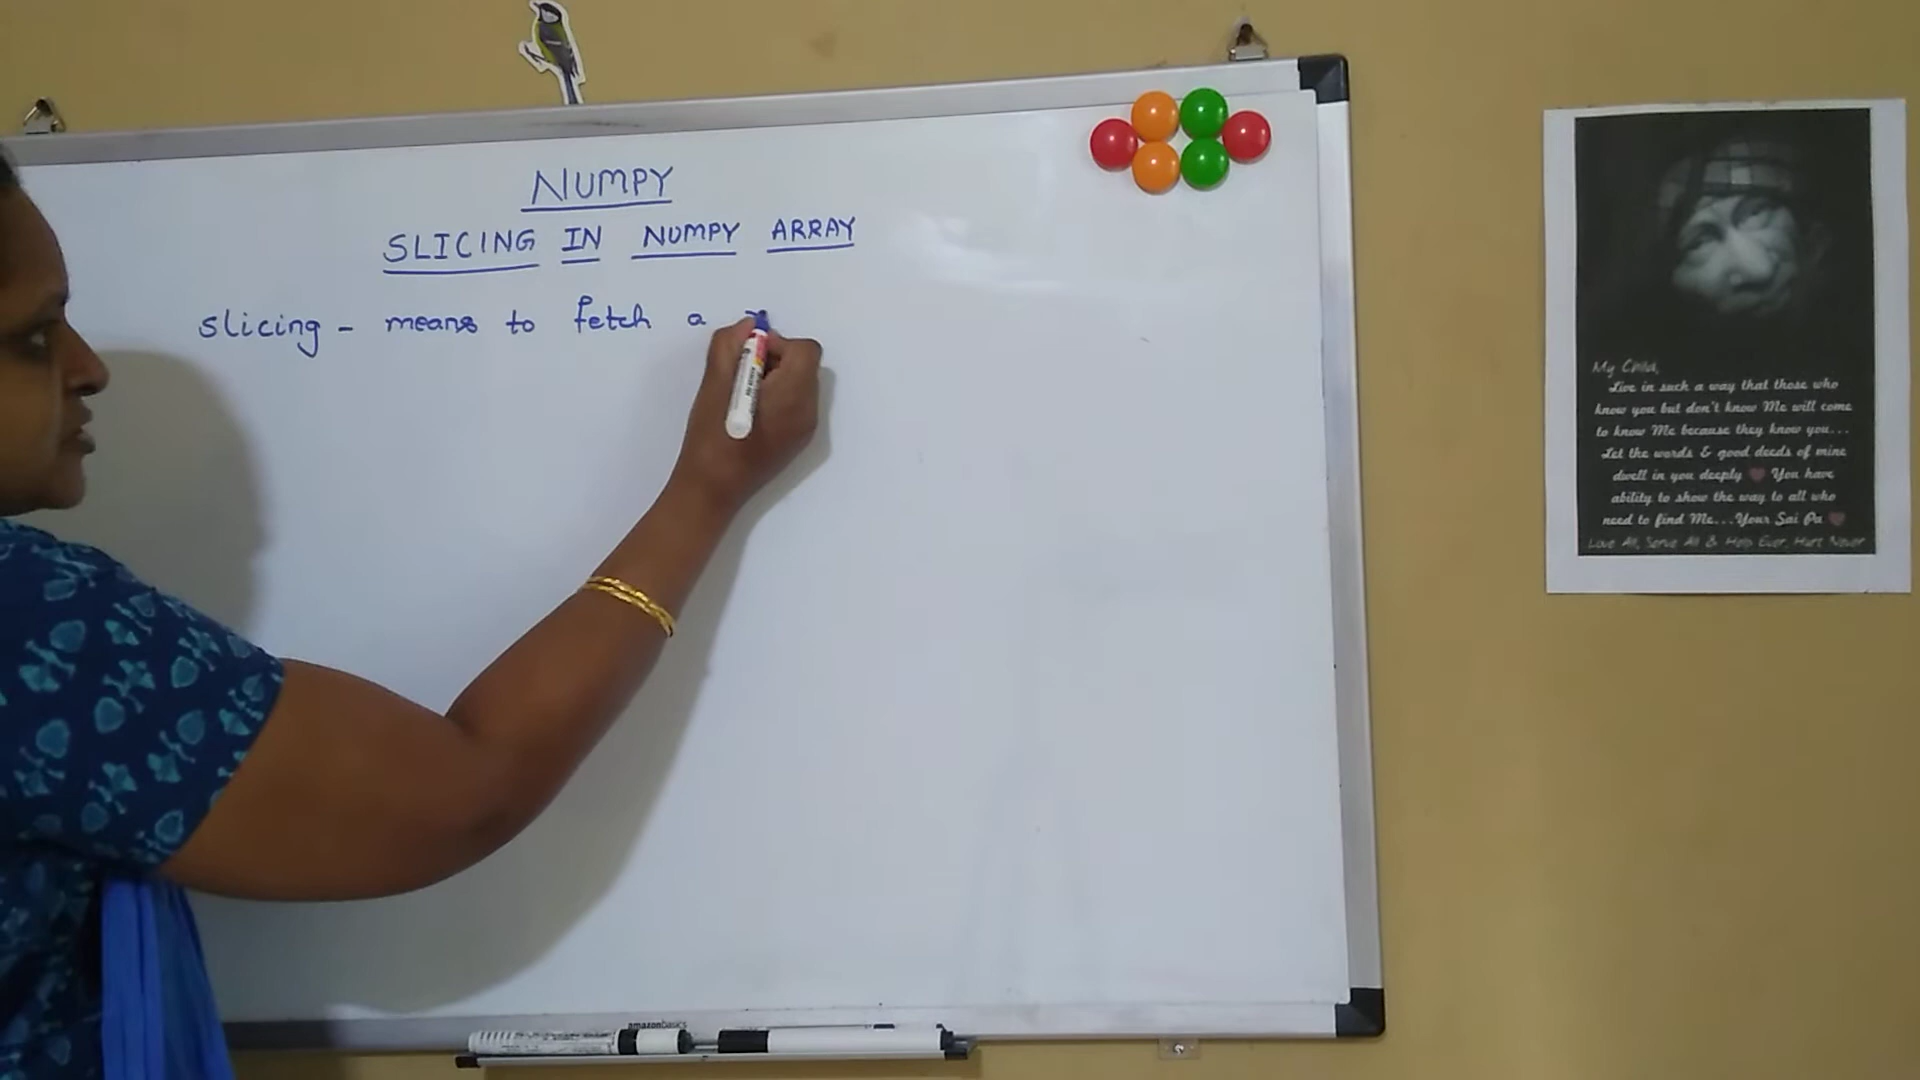 NUMPY
SLICING IN NUMPY ARRAY
slicing - means to fetch a
My Child,
Live in such a way that those who
know you but don't know Me will come
to know Me because they know you...
Let the words & good deeds of mine
dwell in you deeply ❤ You have
ability to show the way to all who
need to find Me...Your Sai Pa ❤
Love All, Serve All & Help Ever, Hurt Never
amazonbasics